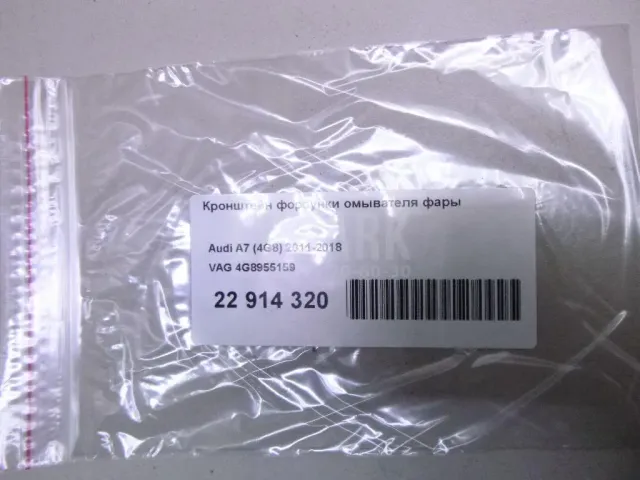 Кронштейн форсунки омывателя фары
Audi A7 (4G8) 2011-2018
VAG 4G8955159
22 914 320